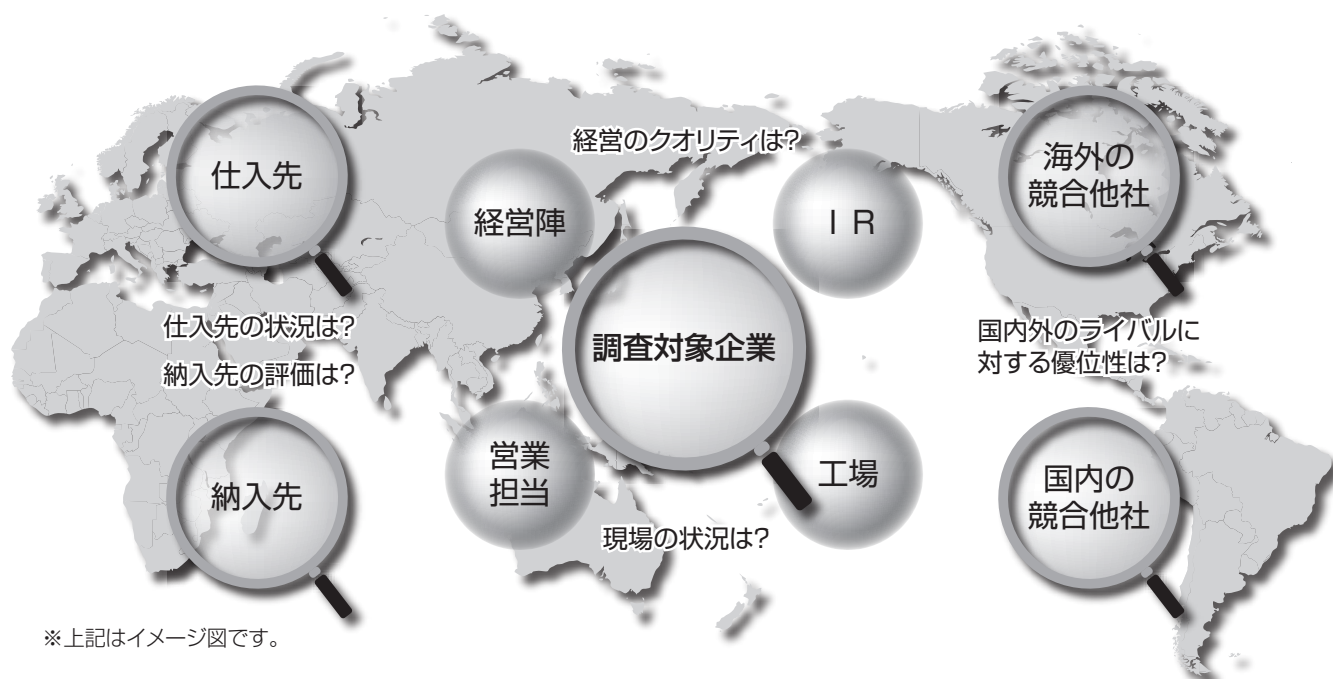 経営のクオリティは?
仕入先
経営陣
ＩＲ
海外の
競合他社
調査対象企業
仕入先の状況は?
納入先の評価は?
国内外のライバルに
対する優位性は?
納入先
営業
担当
工場
国内の
競合他社
現場の状況は?
※上記はイメージ図です。